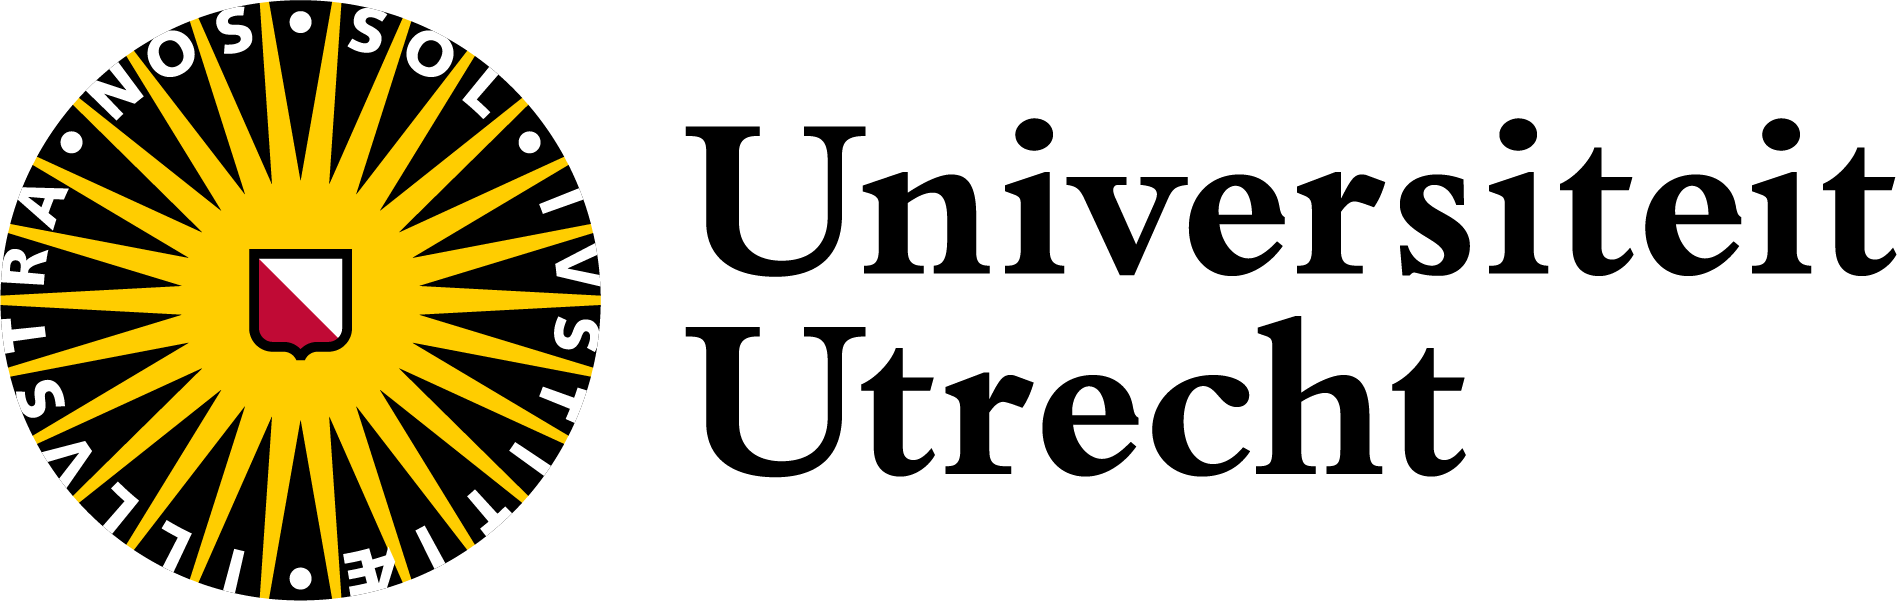 SOL · IVSTITIÆ · ILLVSTRA · NOS ·
Universiteit
Utrecht